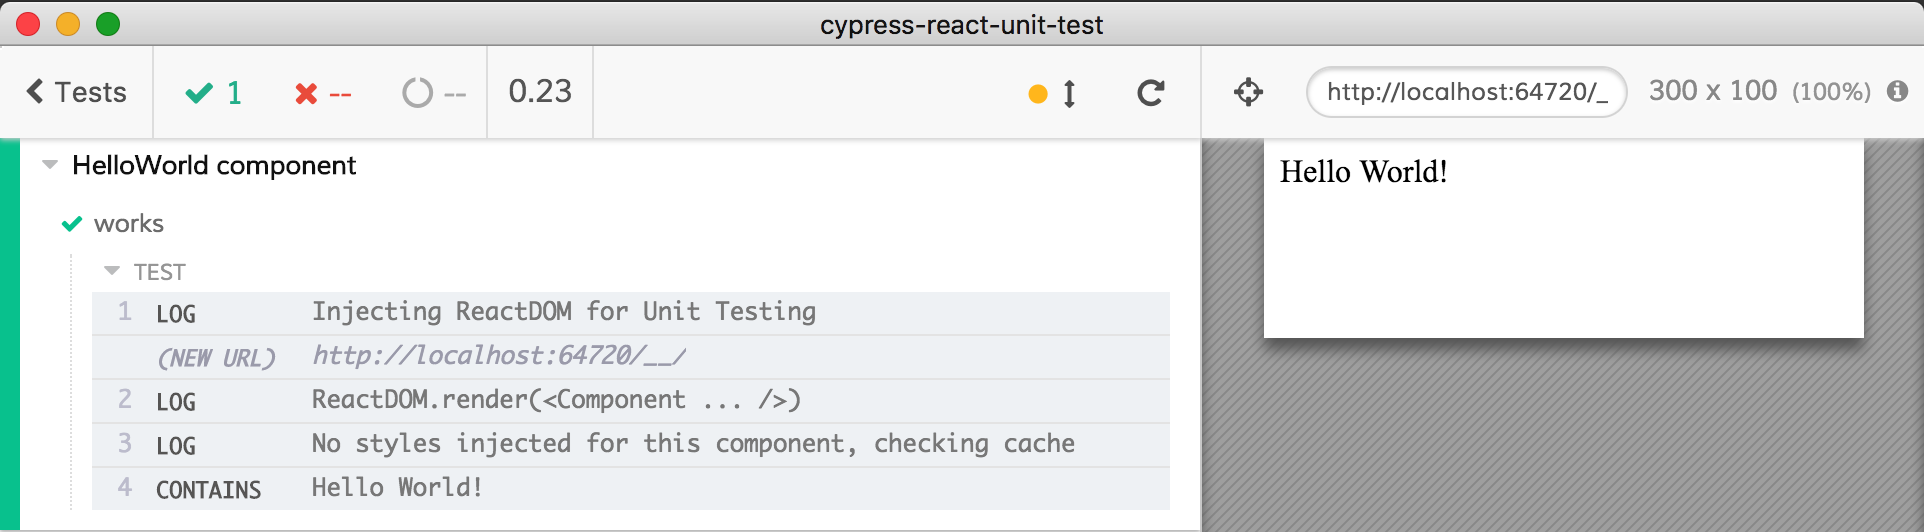 cypress-react-unit-test
Tests 1 -- -- 0.23 http://localhost:64720/_ 300 x 100 (100%)
HelloWorld component
works
TEST
1 LOG Injecting ReactDOM for Unit Testing
(NEW URL) http://localhost:64720/__/
2 LOG ReactDOM.render(<Component ... />)
3 LOG No styles injected for this component, checking cache
4 CONTAINS Hello World!
Hello World!